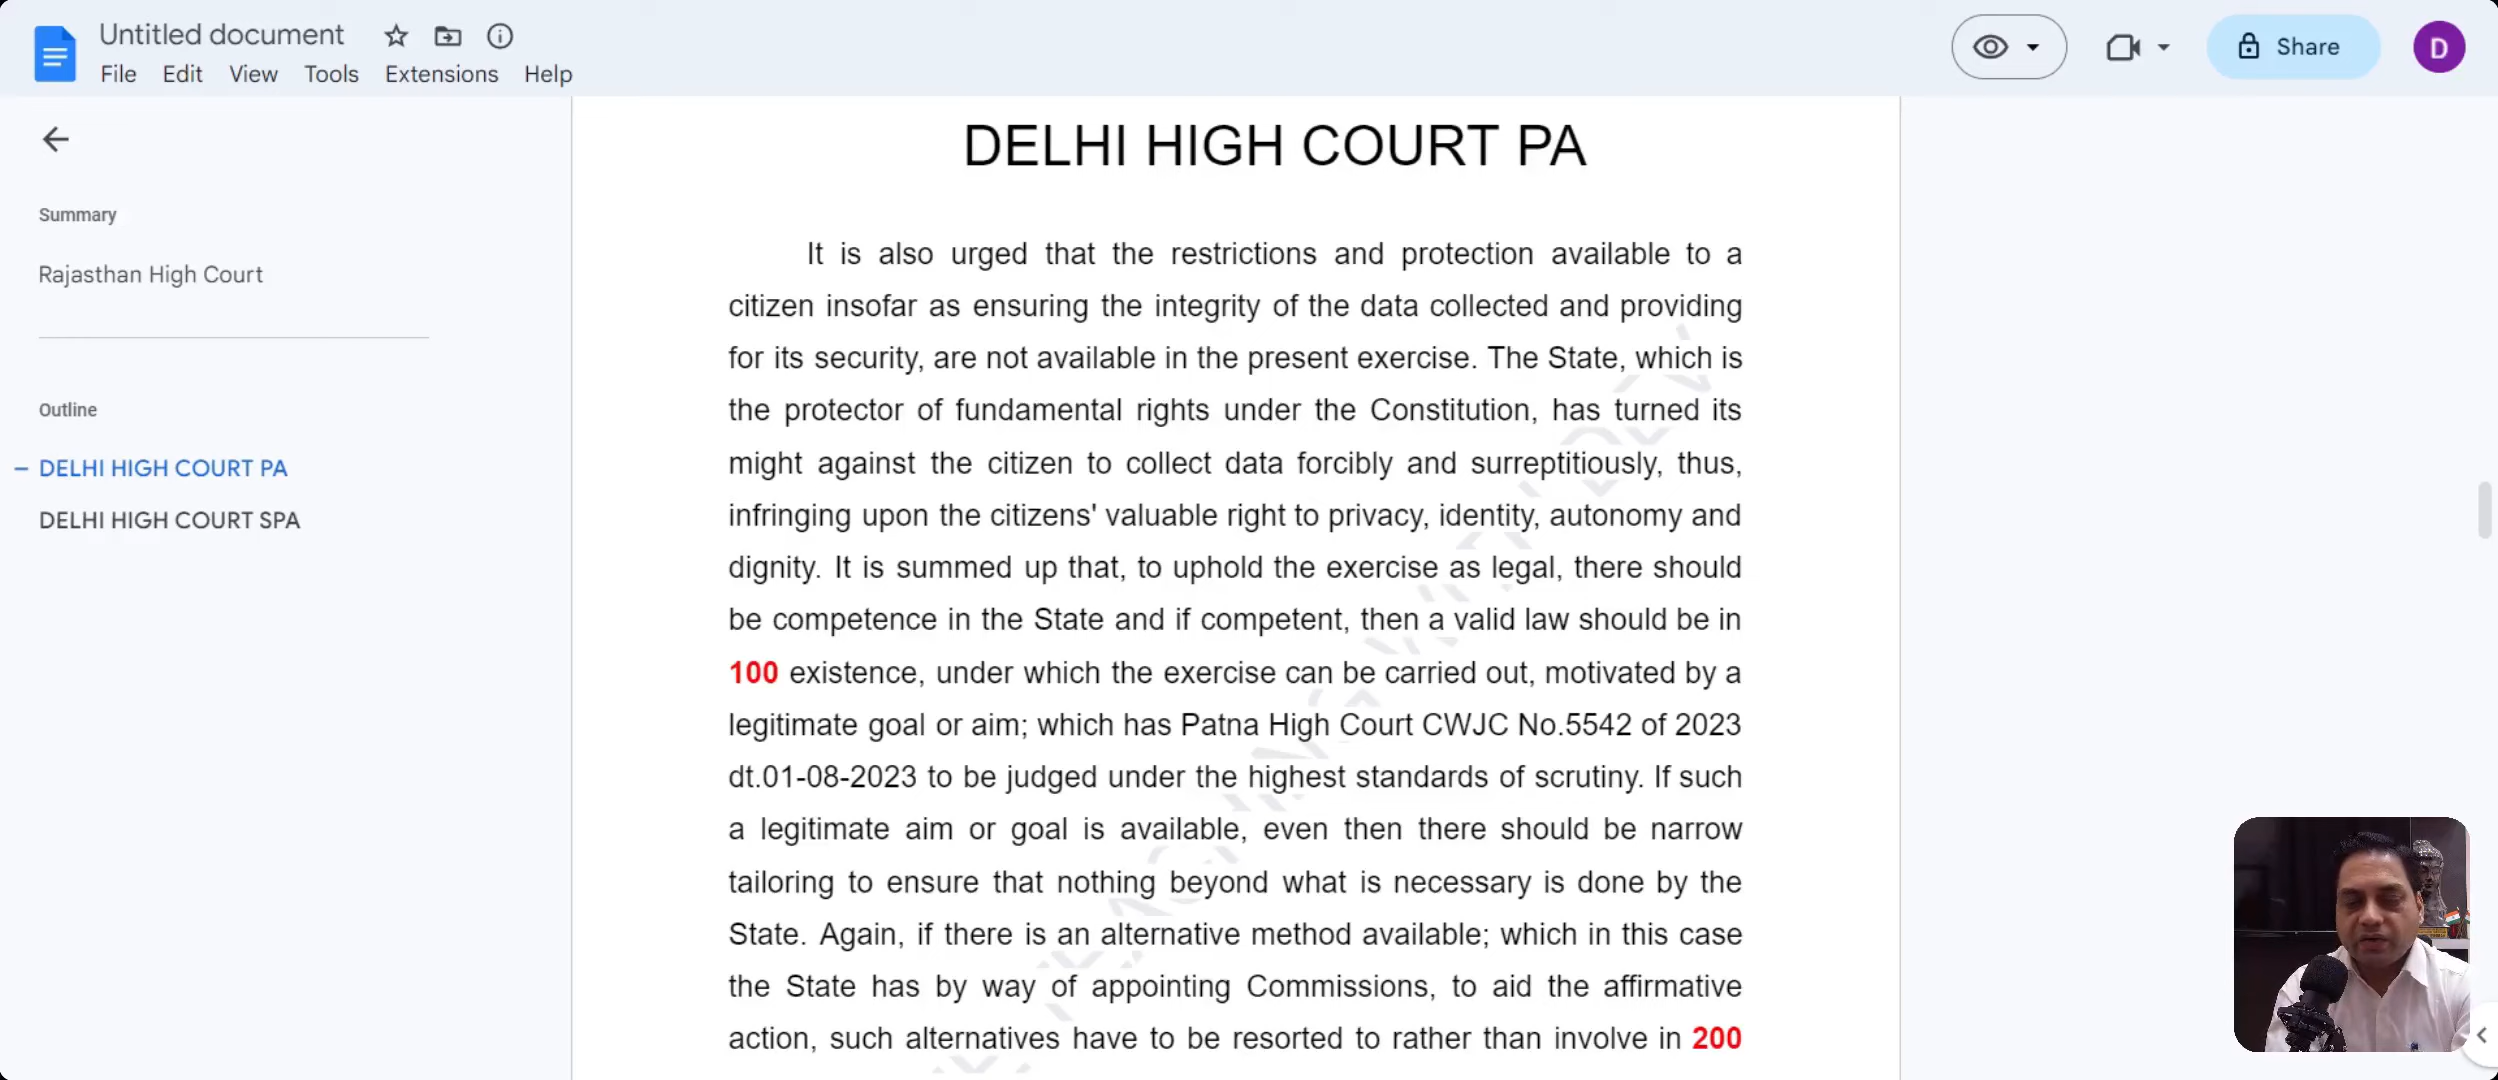 Untitled document
File Edit View Tools Extensions Help
Share
D
Summary
Rajasthan High Court
Outline
DELHI HIGH COURT PA
DELHI HIGH COURT SPA
DELHI HIGH COURT PA
It is also urged that the restrictions and protection available to a
citizen insofar as ensuring the integrity of the data collected and providing
for its security, are not available in the present exercise. The State, which is
the protector of fundamental rights under the Constitution, has turned its
might against the citizen to collect data forcibly and surreptitiously, thus,
infringing upon the citizens' valuable right to privacy, identity, autonomy and
dignity. It is summed up that, to uphold the exercise as legal, there should
be competence in the State and if competent, then a valid law should be in
100 existence, under which the exercise can be carried out, motivated by a
legitimate goal or aim; which has Patna High Court CWJC No.5542 of 2023
dt.01-08-2023 to be judged under the highest standards of scrutiny. If such
a legitimate aim or goal is available, even then there should be narrow
tailoring to ensure that nothing beyond what is necessary is done by the
State. Again, if there is an alternative method available; which in this case
the State has by way of appointing Commissions, to aid the affirmative
action, such alternatives have to be resorted to rather than involve in 200